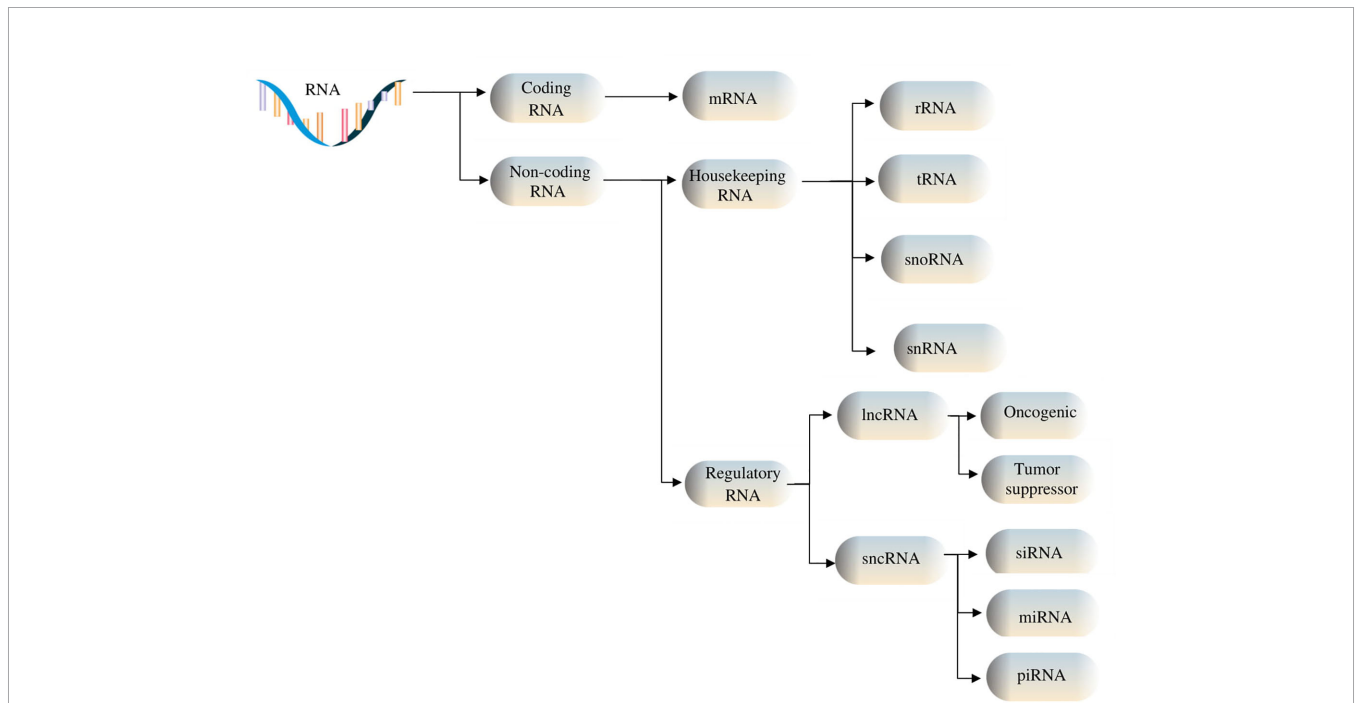 RNA
Coding
RNA
mRNA
rRNA
Non-coding
RNA
Housekeeping
RNA
tRNA
snoRNA
snRNA
Regulatory
RNA
lncRNA
Oncogenic
Tumor
suppressor
sncRNA
siRNA
miRNA
piRNA